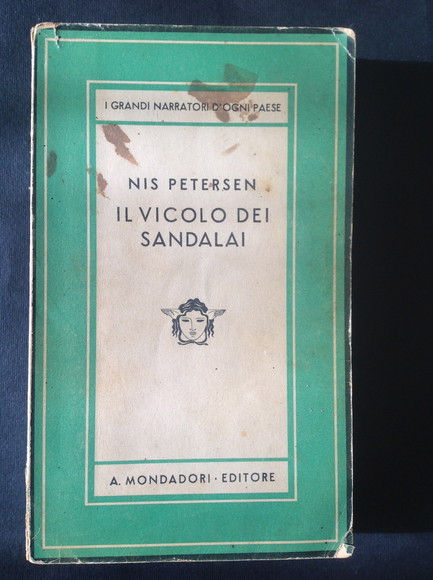 I GRANDI NARRATORI D'OGNI PAESE
NIS PETERSEN
IL VICOLO DEI
SANDALAI
A. MONDADORI · EDITORE